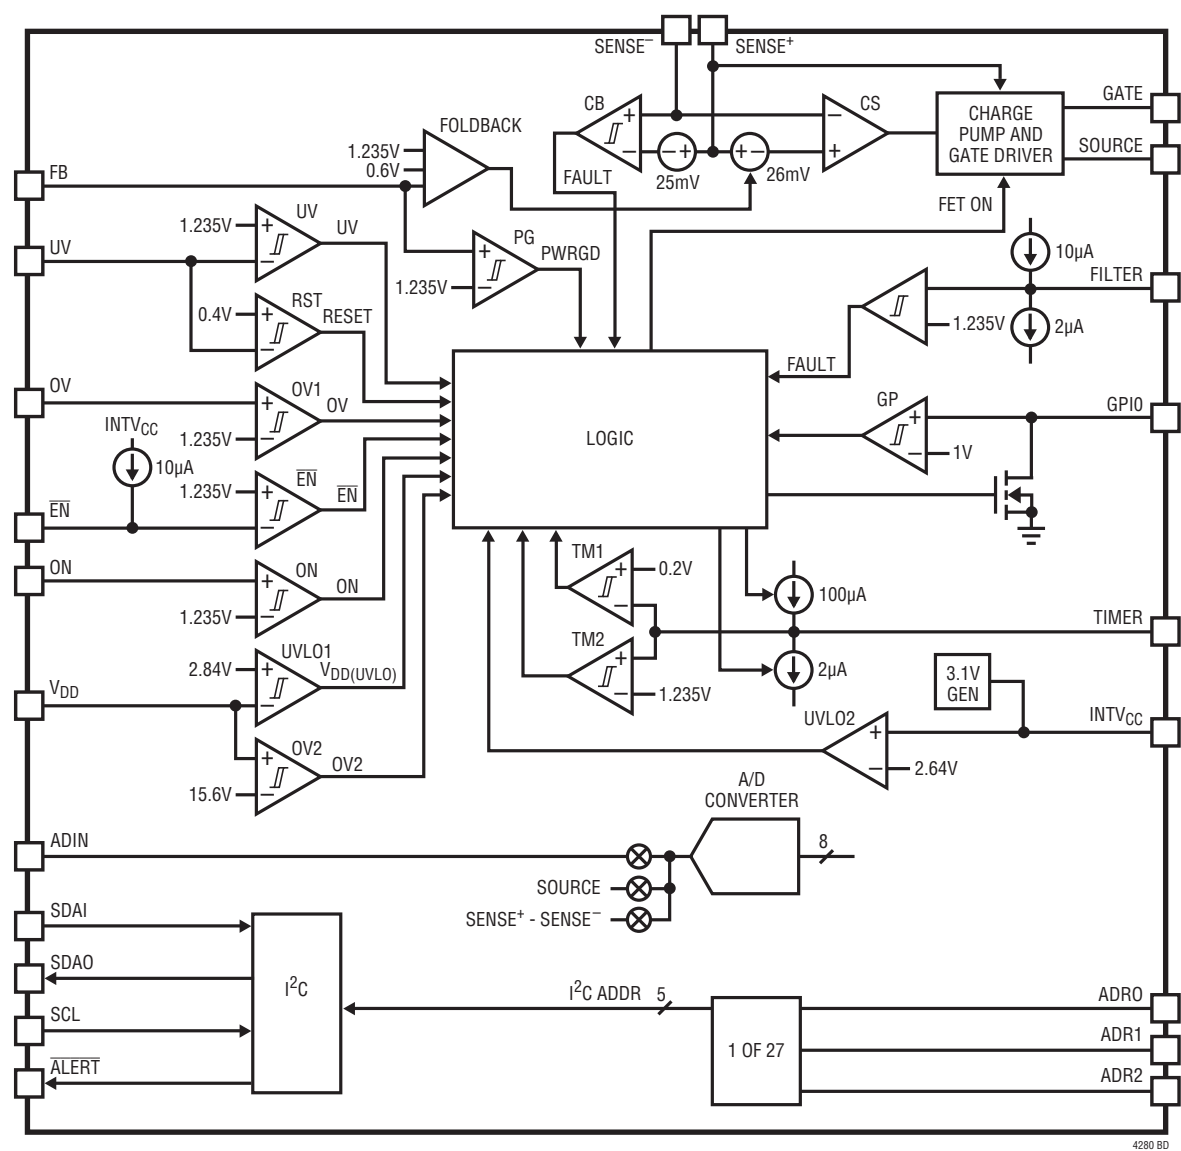 SENSE–
SENSE+
GATE
SOURCE
CHARGE
PUMP AND
GATE DRIVER
CB
CS
+
–
–
+
– +
+ –
25mV
26mV
FAULT
FET ON
FOLDBACK
1.235V
0.6V
FB
UV
1.235V
+
–
UV
UV
PG
+
–
PWRGD
1.235V
10µA
FILTER
1.235V
2µA
FAULT
RST
RESET
0.4V
+
–
OV
OV1
OV
+
–
1.235V
INTVCC
10µA
EN
EN
EN
1.235V
+
–
LOGIC
GP
+
–
1V
GPIO
ON
ON
ON
+
–
1.235V
TM1
+
–
0.2V
100µA
TIMER
TM2
+
–
1.235V
2µA
UVLO1
2.84V
+
–
VDD(UVLO)
VDD
OV2
OV2
+
–
15.6V
3.1V
GEN
INTVCC
UVLO2
+
–
2.64V
A/D
CONVERTER
8
ADIN
SOURCE
SENSE+ - SENSE–
SDAI
SDAO
SCL
ALERT
I2C
I2C ADDR
5
1 OF 27
ADR0
ADR1
ADR2
4280 BD